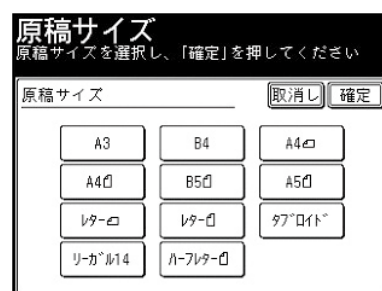 原稿サイズ
原稿サイズを選択し、「確定」を押してください
原稿サイズ 取消し 確定
A3 B4 A4
A4 B5 A5
レター レター タブロイド
リーガル14 ハーフレター